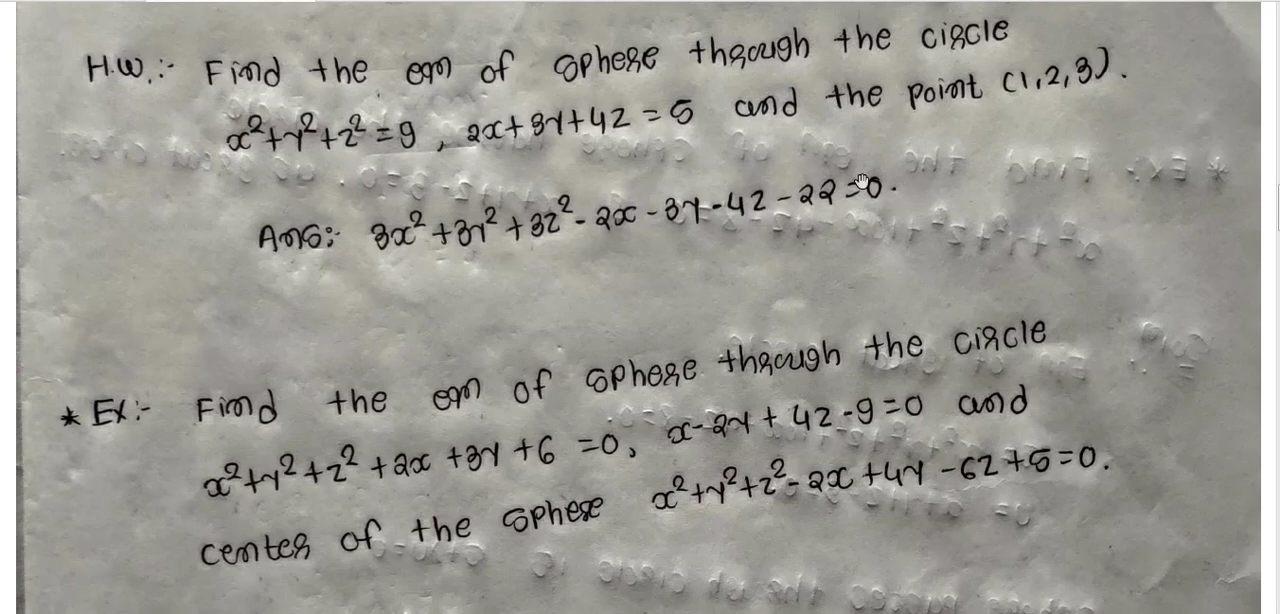 H.W.:- Find the eqn of sphere through the circle
x²+y²+z²=9, 2x+3y+4z=5 and the point (1,2,3).
Ans:- 3x²+3y²+3z²-2x-3y-4z-22=0.
* Ex:- Find the eqn of sphere through the circle
x²+y²+z²+2x+3y+6=0, x-2y+4z-9=0 and
center of the sphere x²+y²+z²-2x+4y-6z+5=0.